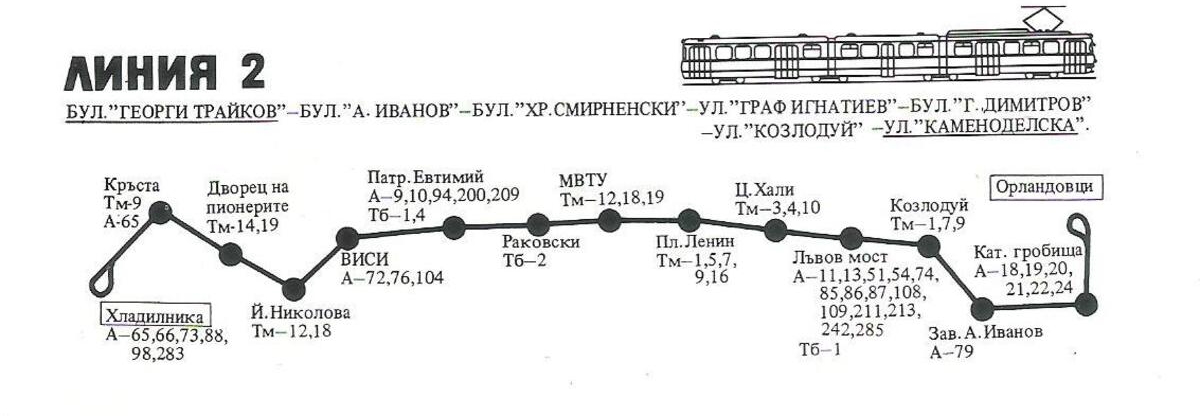 ЛИНИЯ 2
БУЛ."ГЕОРГИ ТРАЙКОВ"–БУЛ."А. ИВАНОВ"–БУЛ."ХР.СМИРНЕНСКИ"–УЛ."ГРАФ ИГНАТИЕВ"–БУЛ."Г.,ДИМИТРОВ"
–УЛ."КОЗЛОДУЙ" –УЛ."КАМЕНОДЕЛСКА".
Хладилника
А–65,66,73,88,
98,283
Кръста
Тм-9
А-65
Дворец на
пионерите
Тм-14,19
Й.Николова
Тм–12,18
ВИСИ
А–72,76,104
Патр.Евтимий
А–9,10,94,200,209
Тб–1,4
Раковски
Тб–2
МВТУ
Тм–12,18,19
Пл.Ленин
Тм–1,5,7,
9,16
Ц.Хали
Тм–3,4,10
Лъвов мост
А–11,13,51,54,74,
85,86,87,108,
109,211,213,
242,285
Тб–1
Козлодуй
Тм–1,7,9
Зав.А.Иванов
А–79
Кат. гробища
А–18,19,20,
21,22,24
Орландовци